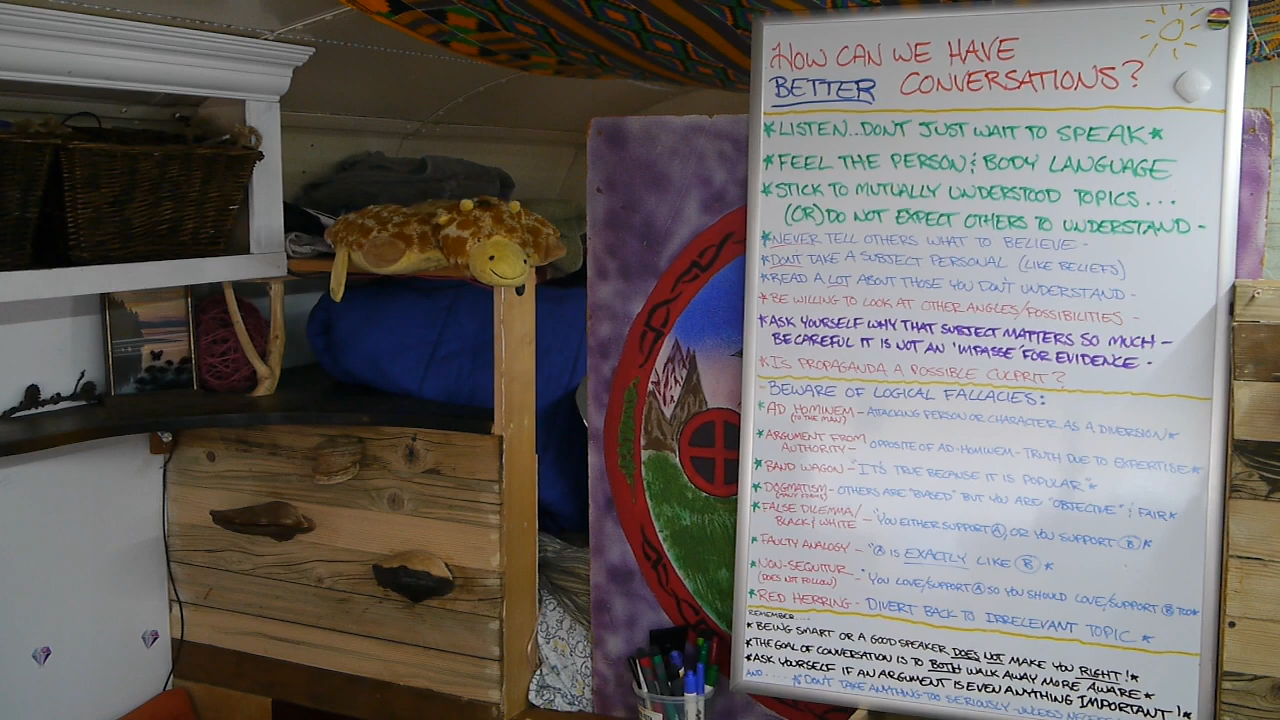 HOW CAN WE HAVE
BETTER CONVERSATIONS?
*LISTEN..DONT JUST WAIT TO SPEAK*
*FEEL THE PERSON & BODY LANGUAGE
*STICK TO MUTUALLY UNDERSTOOD TOPICS...
(OR) DO NOT EXPECT OTHERS TO UNDERSTAND -
*NEVER TELL OTHERS WHAT TO BELIEVE -
*DONT TAKE A SUBJECT PERSONAL (LIKE BELIEFS)
*READ A LOT ABOUT THOSE YOU DON'T UNDERSTAND -
*BE WILLING TO LOOK AT OTHER ANGLES/POSSIBILITIES -
*ASK YOURSELF WHY THAT SUBJECT MATTERS SO MUCH -
BE CAREFUL IT IS NOT AN 'IMPASSE' FOR EVIDENCE -
*IS PROPAGANDA A POSSIBLE CULPRIT?
- BEWARE OF LOGICAL FALLACIES:
*AD HOMINEM - ATTACKING PERSON OR CHARACTER AS A DIVERSION*
(TO THE MAN)
*ARGUMENT FROM
AUTHORITY - OPPOSITE OF AD-HOMINEM - TRUTH DUE TO EXPERTISE*
*BAND WAGON - "IT'S TRUE BECAUSE IT IS POPULAR"*
*DOGMATISM - OTHERS ARE "BIASED" BUT YOU ARE "OBJECTIVE" & FAIR*
(MANY FORMS)
*FALSE DILEMMA/
BLACK & WHITE - "YOU EITHER SUPPORT A, OR YOU SUPPORT B*
*FAULTY ANALOGY - "A IS EXACTLY LIKE B*
*NON-SEQUITUR
(DOES NOT FOLLOW) - "YOU LOVE/SUPPORT A SO YOU SHOULD LOVE/SUPPORT B TOO*
*RED HERRING - DIVERT BACK TO IRRELEVANT TOPIC*
REMEMBER....
*BEING SMART OR A GOOD SPEAKER DOES NOT MAKE YOU RIGHT!*
*THE GOAL OF CONVERSATION IS TO BOTH WALK AWAY MORE AWARE*
*ASK YOURSELF IF AN ARGUMENT IS EVEN ANYTHING IMPORTANT!*
AND.... *DON'T TAKE ANYTHING TOO SERIOUSLY - UNLESS